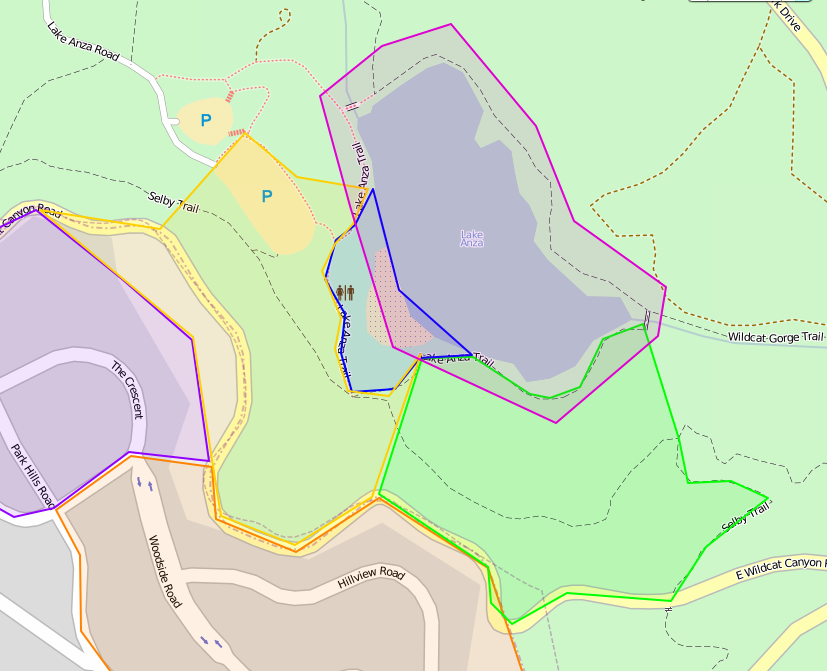 Lake Anza Road
k Drive
P
P
Lake Anza Trail
Selby Trail
Canyon Road
Lake
Anza
Lake Anza Trail
Lake Anza Trail
Wildcat Gorge Trail
The Crescent
Park Hills Road
Selby Trail
Woodside Road
Hillview Road
E Wildcat Canyon R